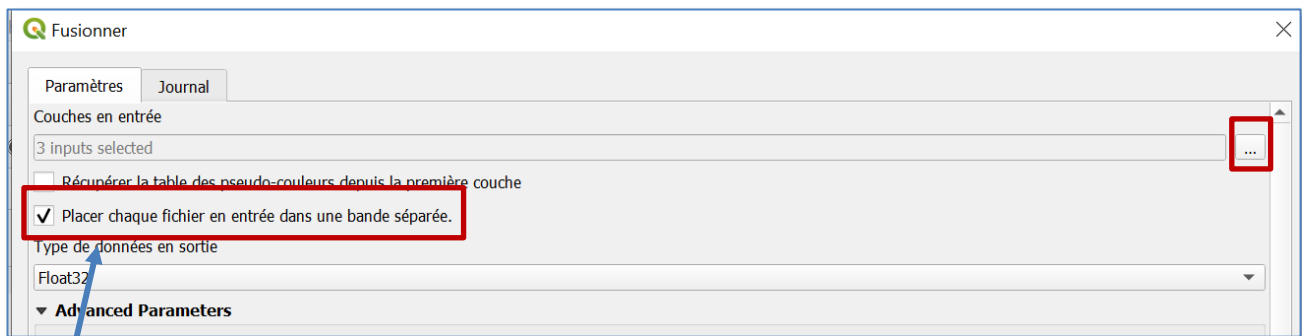 Fusionner
Paramètres Journal
Couches en entrée
3 inputs selected
...
Récupérer la table des pseudo-couleurs depuis la première couche
Placer chaque fichier en entrée dans une bande séparée.
Type de données en sortie
Float32
Advanced Parameters